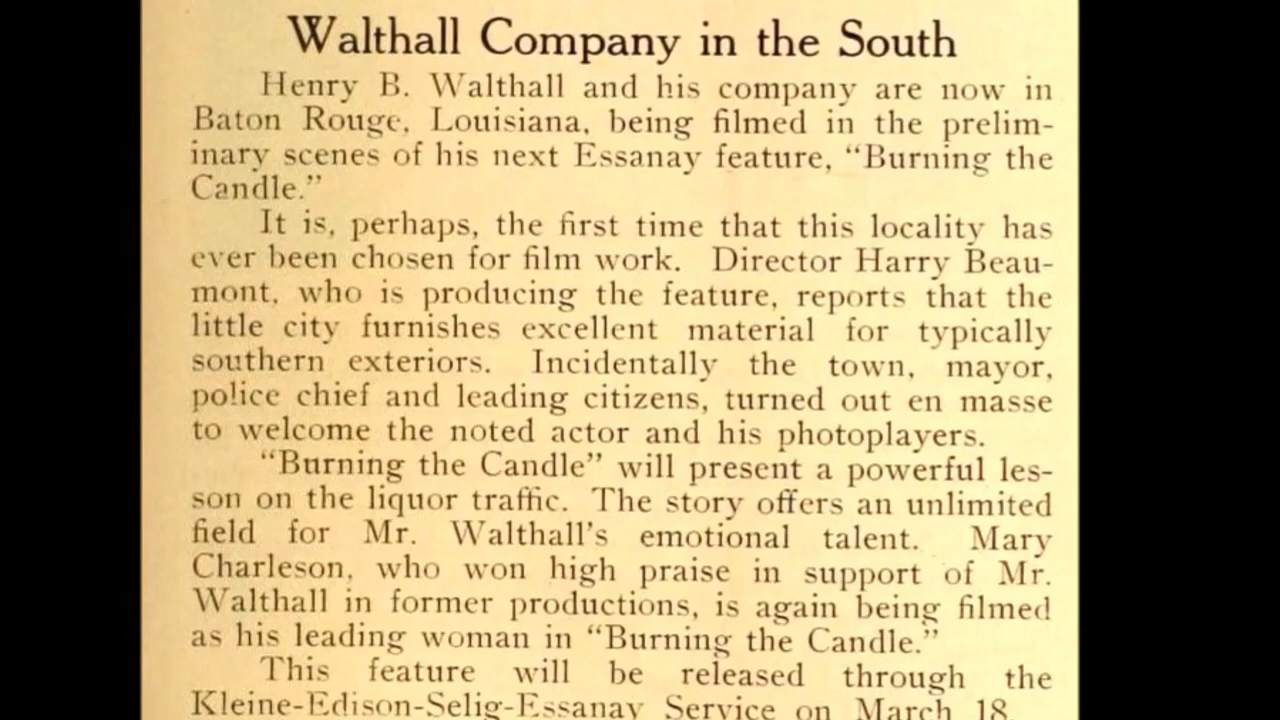 Walthall Company in the South
Henry B. Walthall and his company are now in
Baton Rouge, Louisiana, being filmed in the prelim-
inary scenes of his next Essanay feature, “Burning the
Candle.”
It is, perhaps, the first time that this locality has
ever been chosen for film work. Director Harry Beau-
mont, who is producing the feature, reports that the
little city furnishes excellent material for typically
southern exteriors. Incidentally the town, mayor,
police chief and leading citizens, turned out en masse
to welcome the noted actor and his photoplayers.
“Burning the Candle” will present a powerful les-
son on the liquor traffic. The story offers an unlimited
field for Mr. Walthall’s emotional talent. Mary
Charleson, who won high praise in support of Mr.
Walthall in former productions, is again being filmed
as his leading woman in “Burning the Candle.”
This feature will be released through the
Kleine-Edison-Selig-Essanay Service on March 18.